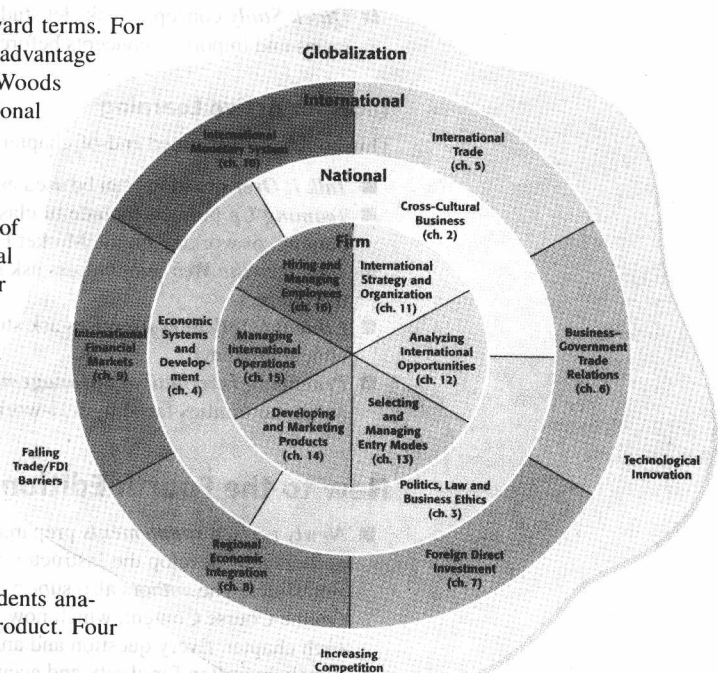 ard terms. For
advantage
Woods
onal
of
al
r
dents ana-
roduct. Four
Globalization
International
International
Monetary System
(ch. 10)
International
Trade
(ch. 5)
National
Cross-Cultural
Business
(ch. 2)
Firm
Hiring and
Managing
Employees
(ch. 16)
International
Strategy and
Organization
(ch. 11)
International
Financial
Markets
(ch. 9)
Economic
Systems
and
Develop-
ment
(ch. 4)
Managing
International
Operations
(ch. 15)
Analyzing
International
Opportunities
(ch. 12)
Business–
Government
Trade
Relations
(ch. 6)
Developing
and Marketing
Products
(ch. 14)
Selecting
and
Managing
Entry Modes
(ch. 13)
Falling
Trade/FDI
Barriers
Technological
Innovation
Politics, Law and
Business Ethics
(ch. 3)
Regional
Economic
Integration
(ch. 8)
Foreign Direct
Investment
(ch. 7)
Increasing
Competition